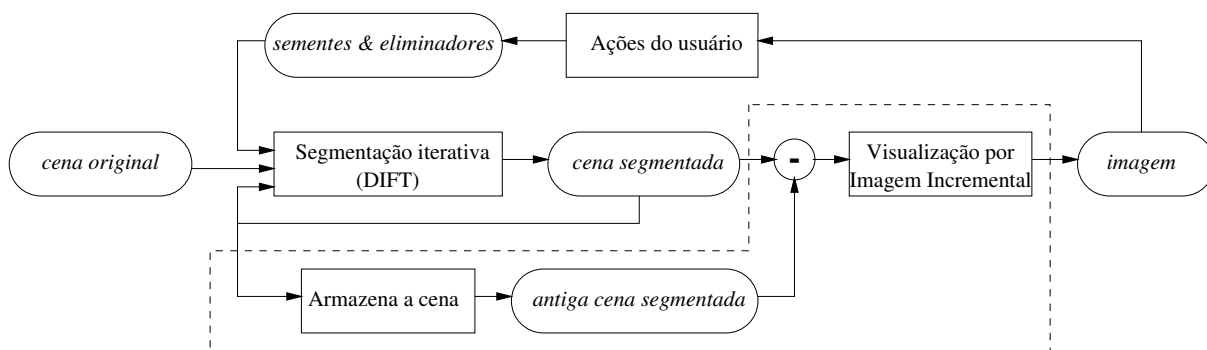 sementes & eliminadores
Ações do usuário
cena original
Segmentação iterativa
(DIFT)
cena segmentada
-
Visualização por
Imagem Incremental
imagem
Armazena a cena
antiga cena segmentada